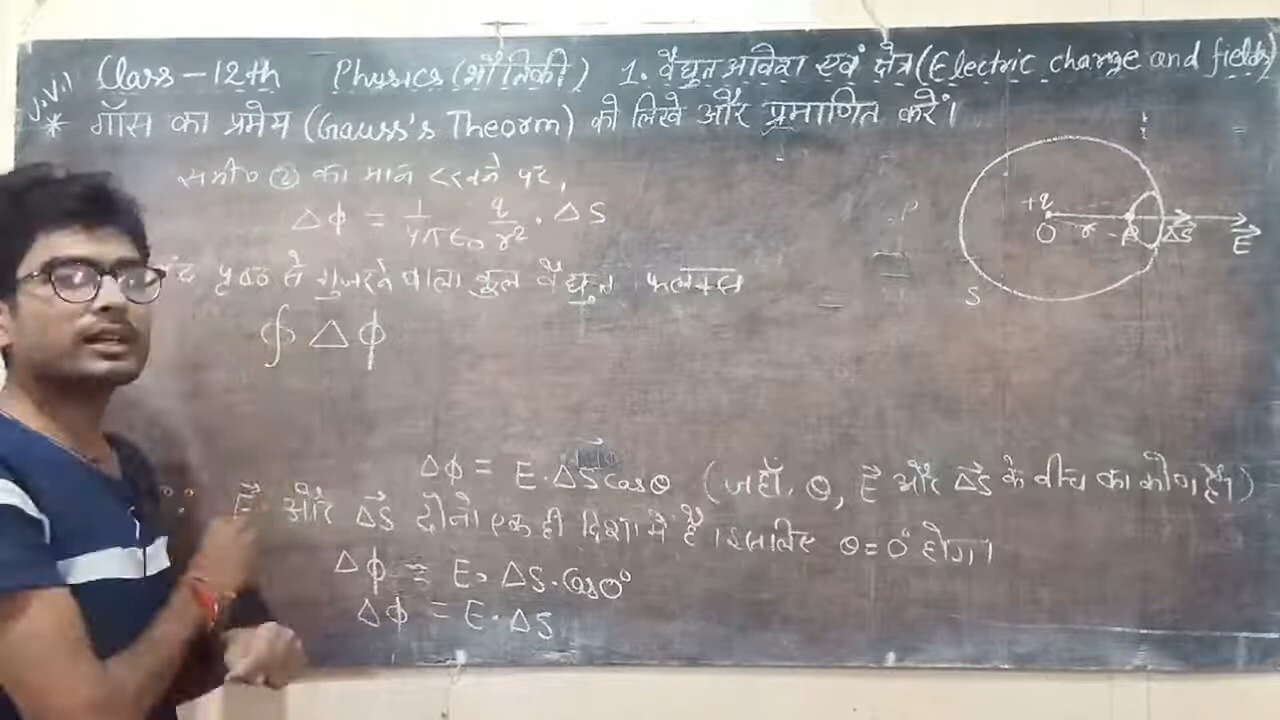 Class-12th Physics (भौतिकी) 1. वैद्युत आवेश एवं क्षेत्र (Electric charge and fields)
V.V.I
* गॉस का प्रमेय (Gauss's Theorm) को लिखे और प्रमाणित करें।
समी० ② का मान रखने पर,
Δϕ = 1/4πϵ₀ q/r² . ΔS
पृष्ठ से गुजरने वाला कुल वैद्युत फ्लक्स
∮Δϕ
+q
O r P ΔS E⃗
S
Δϕ = E.ΔS cosθ (जहाँ, θ, E⃗ और ΔS⃗ के बीच का कोण है।)
∵ E⃗ और ΔS⃗ दोनो एक ही दिशा में है। इसलिए θ=0° होगा।
Δϕ = E.ΔS.Cos0°
Δϕ = E.ΔS